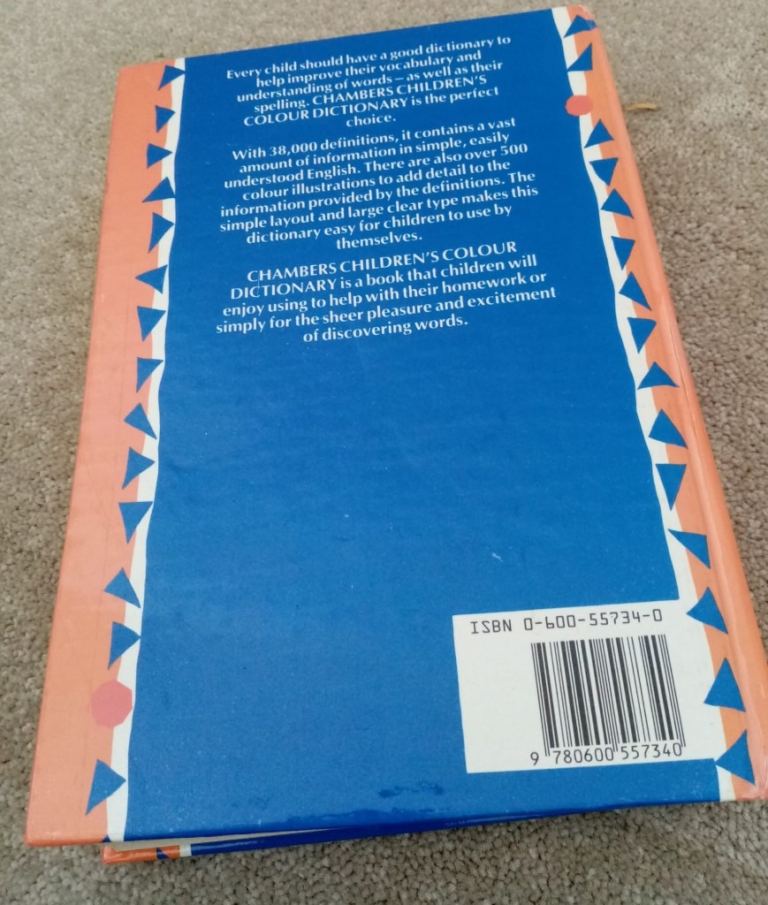 Every child should have a good dictionary to
help improve their vocabulary and
understanding of words – as well as their
spelling. CHAMBERS CHILDREN'S
COLOUR DICTIONARY is the perfect
choice.
With 38,000 definitions, it contains a vast
amount of information in simple, easily
understood English. There are also over 500
colour illustrations to add detail to the
information provided by the definitions. The
simple layout and large clear type makes this
dictionary easy for children to use by
themselves.
CHAMBERS CHILDREN'S COLOUR
DICTIONARY is a book that children will
enjoy using to help with their homework or
simply for the sheer pleasure and excitement
of discovering words.
ISBN 0-600-55734-0
9 780600 557340